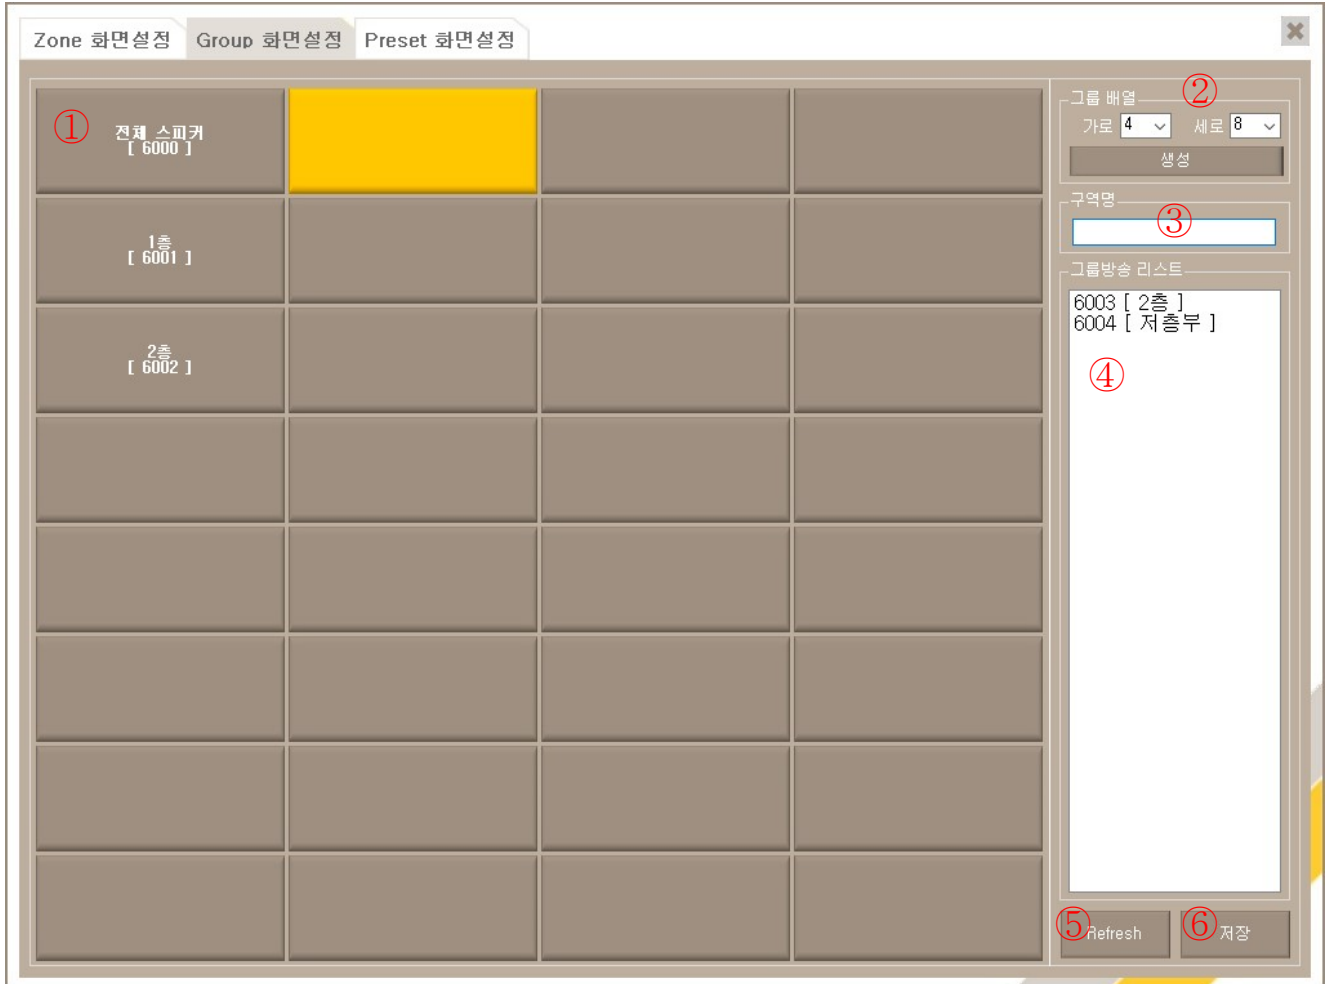 Zone 화면설정 Group 화면설정 Preset 화면설정
①
전체 스피커
[ 6000 ]
1층
[ 6001 ]
2층
[ 6002 ]
그룹 배열 ②
가로 4 세로 8
생성
구역명
③
그룹방송 리스트
6003 [ 2층 ]
6004 [ 저층부 ]
④
⑤ Refresh ⑥ 저장